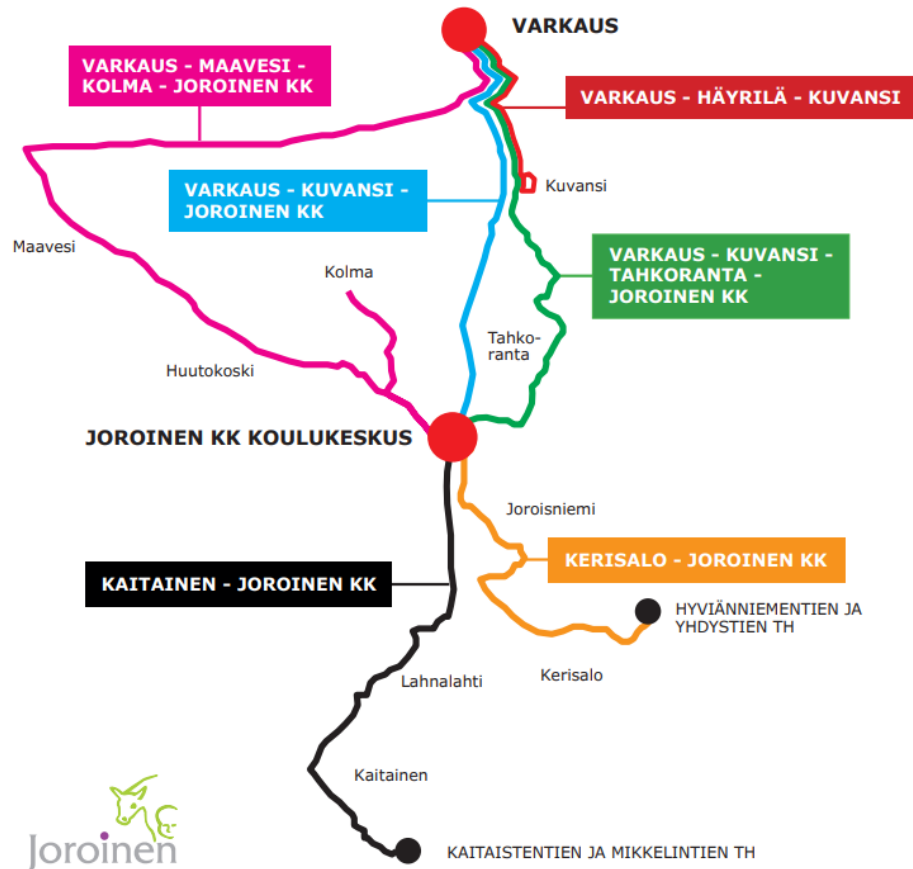 VARKAUS
VARKAUS - MAAVESI -
KOLMA - JOROINEN KK
VARKAUS - HÄYRILÄ - KUVANSI
VARKAUS - KUVANSI -
JOROINEN KK
Kuvansi
Maavesi
VARKAUS - KUVANSI -
TAHKORANTA -
JOROINEN KK
Kolma
Tahko-
ranta
Huutokoski
JOROINEN KK KOULUKESKUS
Joroisniemi
KERISALO - JOROINEN KK
KAITAINEN - JOROINEN KK
HYVIÄNNIEMENTIEN JA
YHDYSTIEN TH
Lahnalahti
Kerisalo
Kaitainen
Joroinen
KAITAISTENTIEN JA MIKKELINTIEN TH